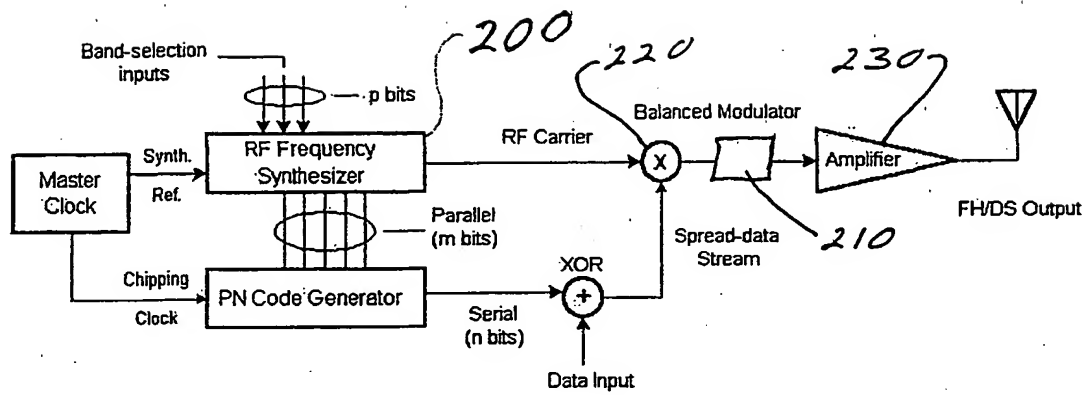 Band-selection
inputs
p bits
200
220
230
Balanced Modulator
RF Carrier
Synth.
Ref.
RF Frequency
Synthesizer
X
Amplifier
Master
Clock
Parallel
(m bits)
FH/DS Output
210
Spread-data
Stream
XOR
Chipping
Clock
PN Code Generator
+
Serial
(n bits)
Data Input